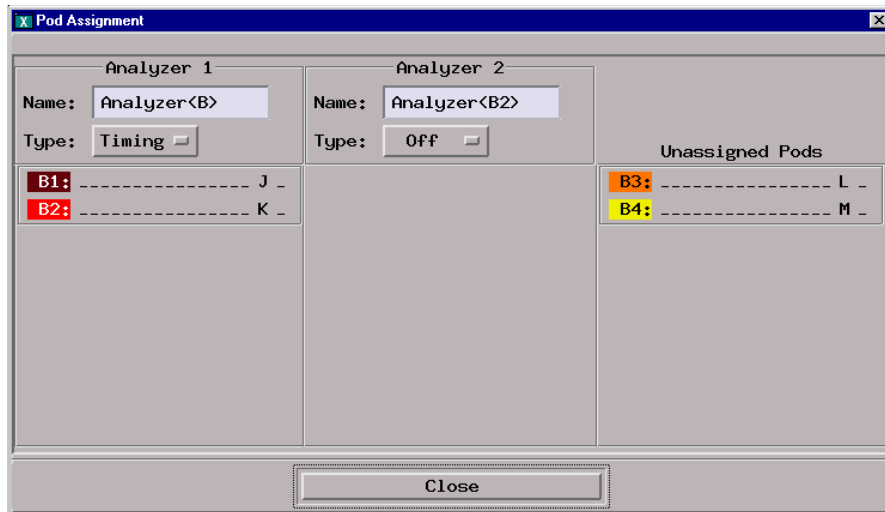 X Pod Assignment
Analyzer 1
Name: Analyzer<B>
Type: Timing
B1: ________________ J _
B2: ________________ K _
Analyzer 2
Name: Analyzer<B2>
Type: Off
Unassigned Pods
B3: ________________ L _
B4: ________________ M _
Close